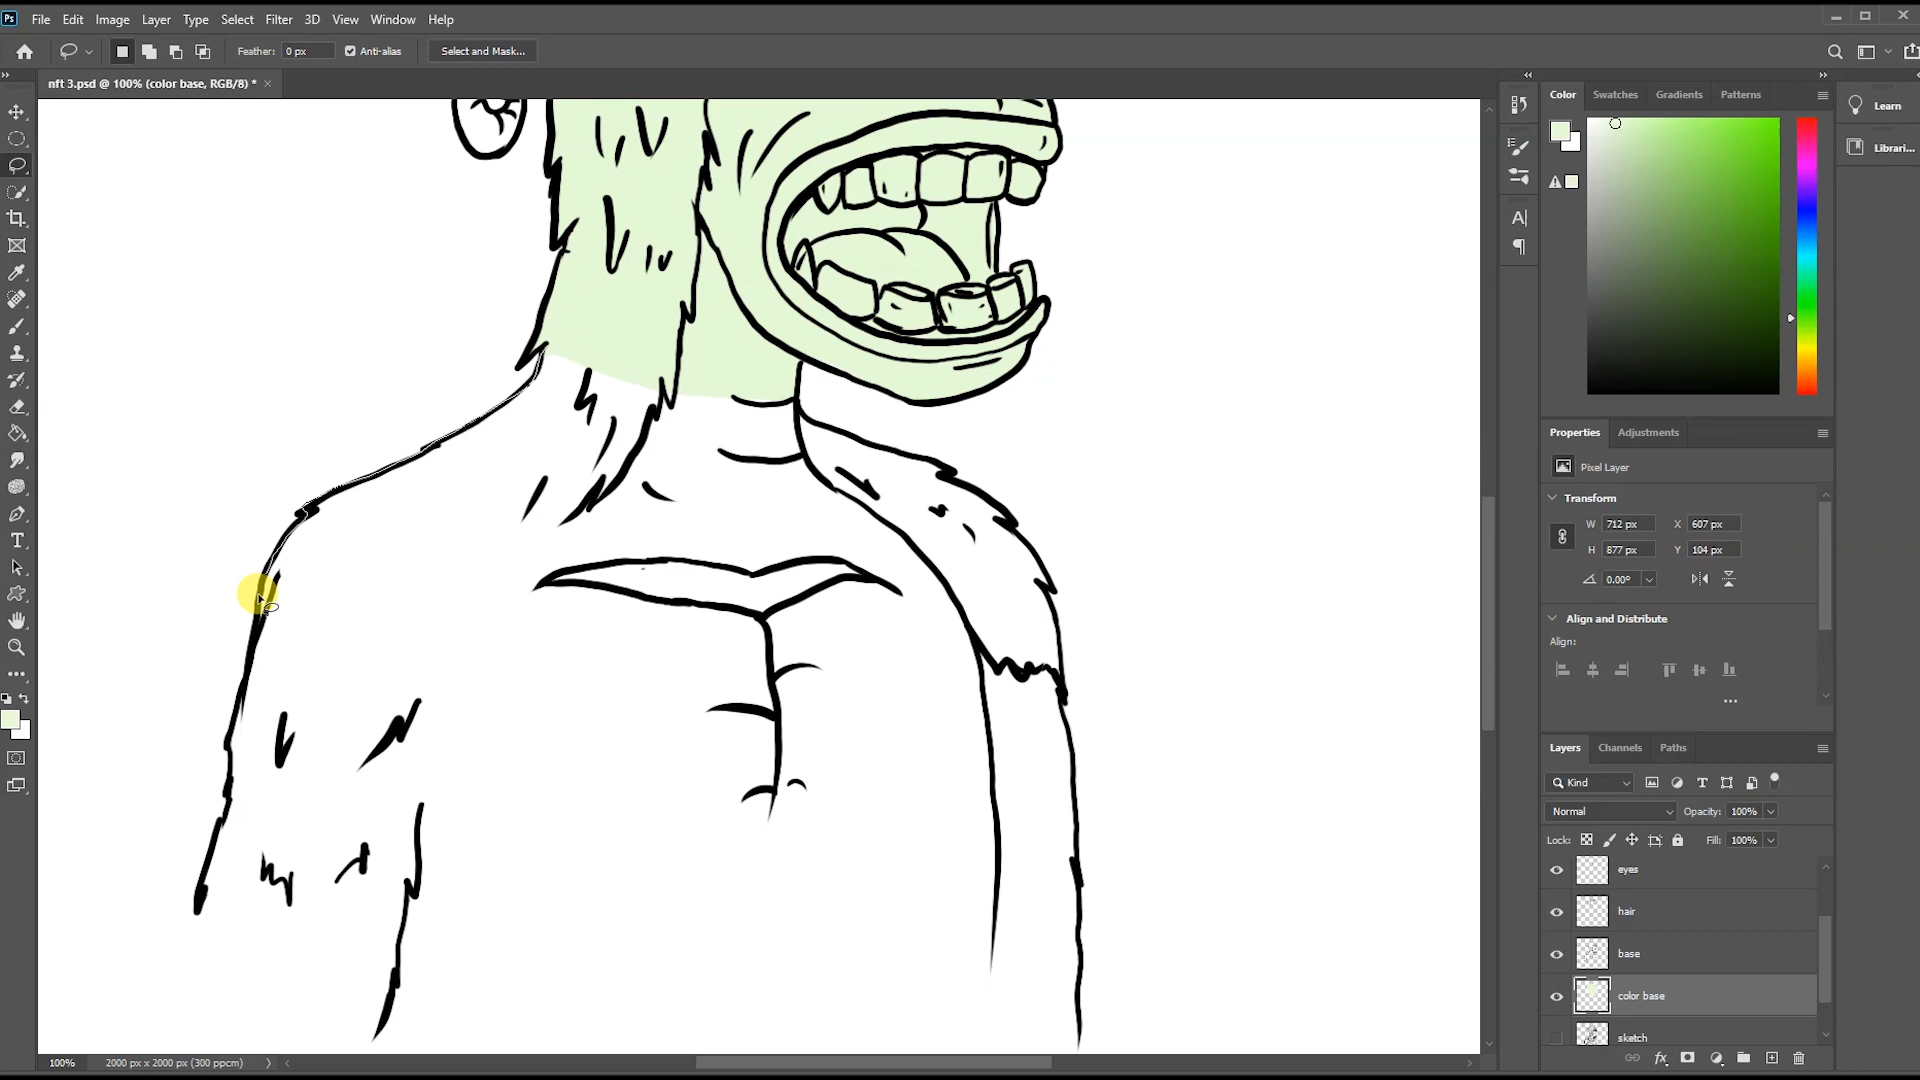 Ps File Edit Image Layer Type Select Filter 3D View Window Help
Feather: 0 px Anti-alias Select and Mask...
nft 3.psd @ 100% (color base, RGB/8) * ×
Color Swatches Gradients Patterns
Learn
Librari...
Properties Adjustments
Pixel Layer
Transform
W 712 px X 607 px
H 877 px Y 104 px
0.00°
Align and Distribute
Align:
Layers Channels Paths
Kind
Normal Opacity: 100%
Lock: Fill: 100%
eyes
hair
base
color base
sketch
100% 2000 px x 2000 px (300 ppcm)